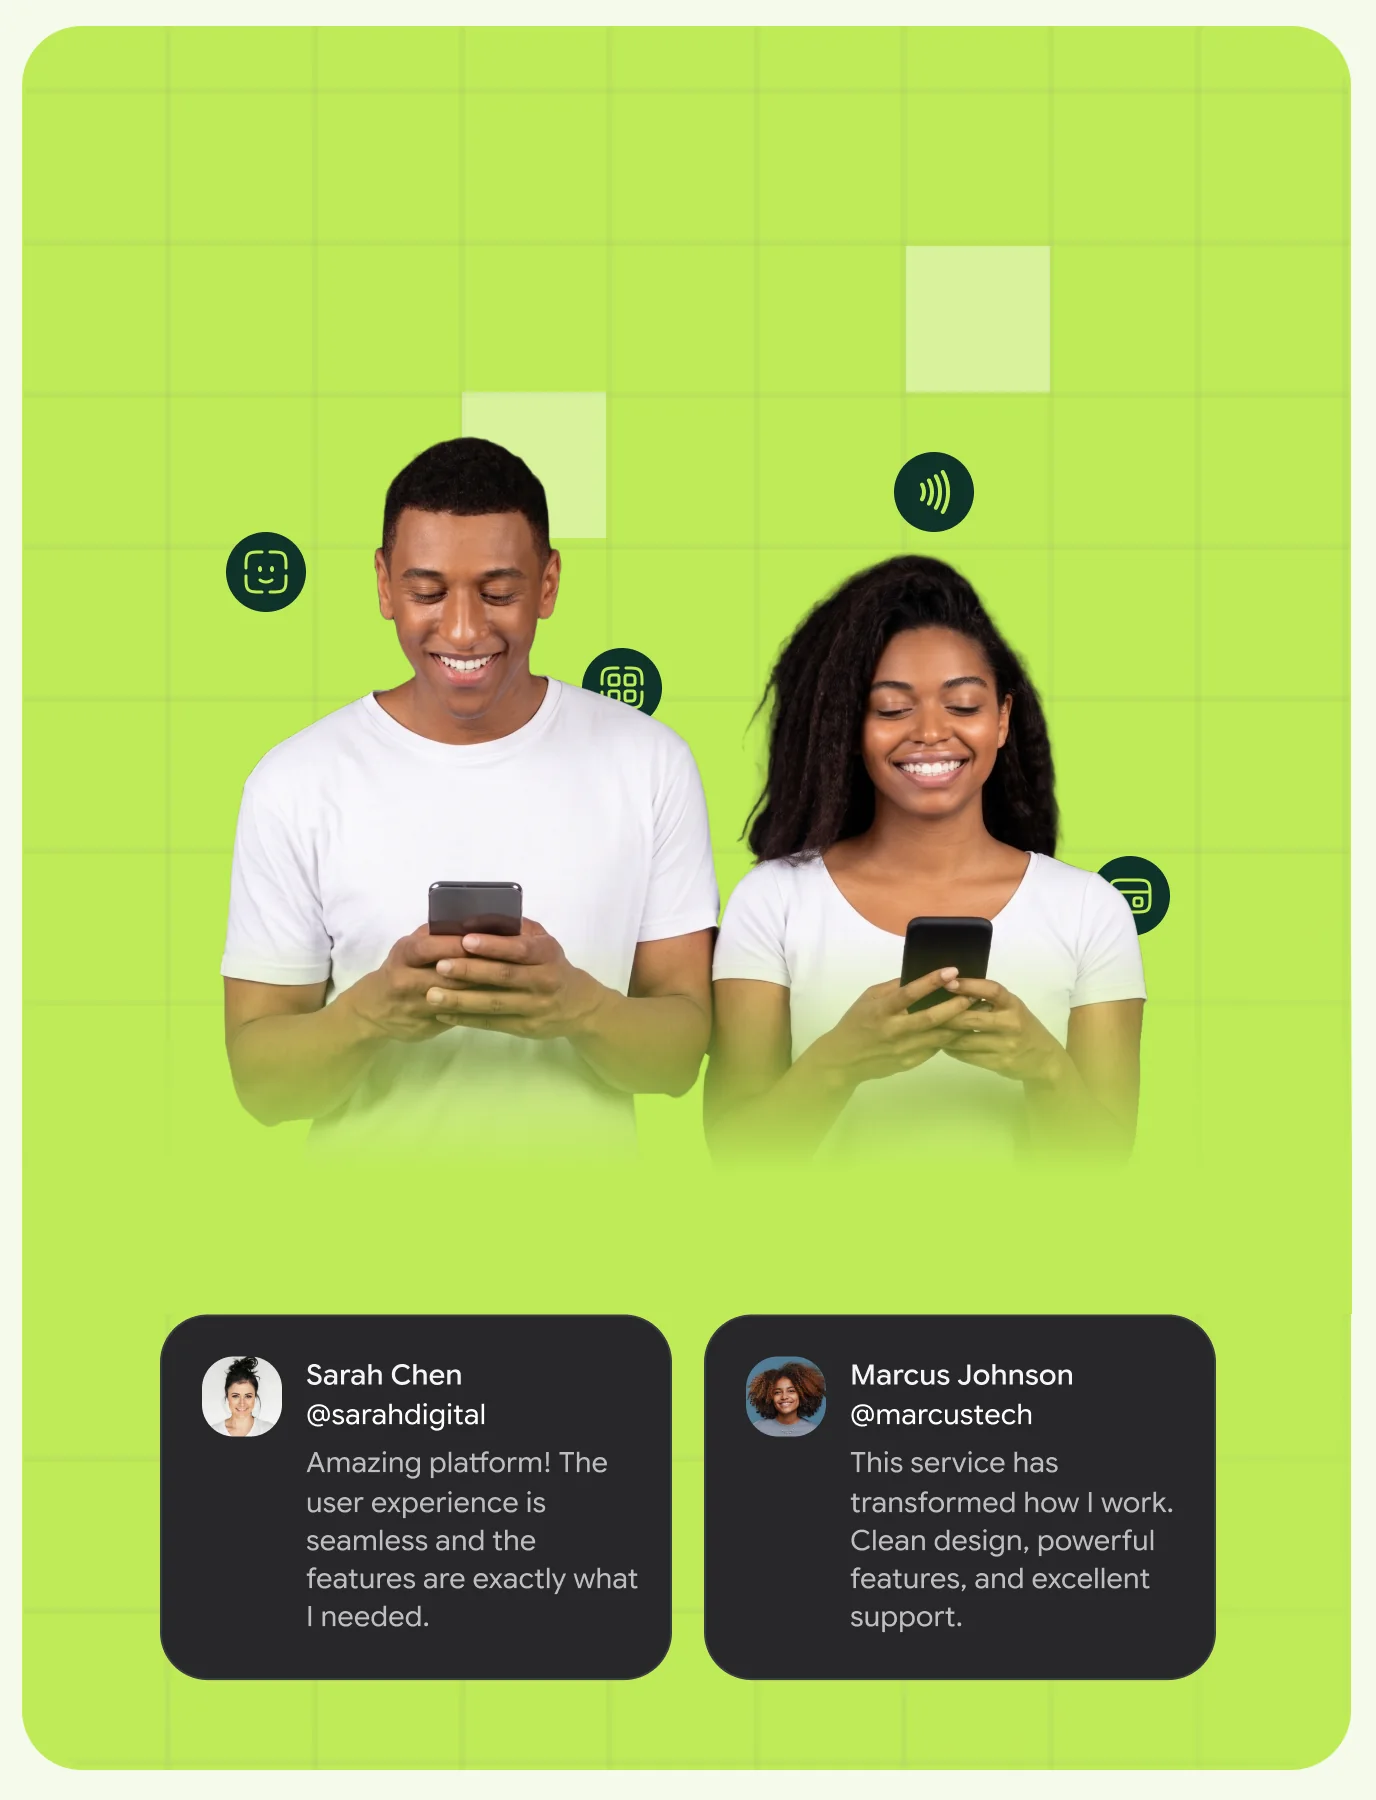 Sarah Chen
@sarahdigital
Amazing platform! The
user experience is
seamless and the
features are exactly what
I needed.
Marcus Johnson
@marcustech
This service has
transformed how I work.
Clean design, powerful
features, and excellent
support.